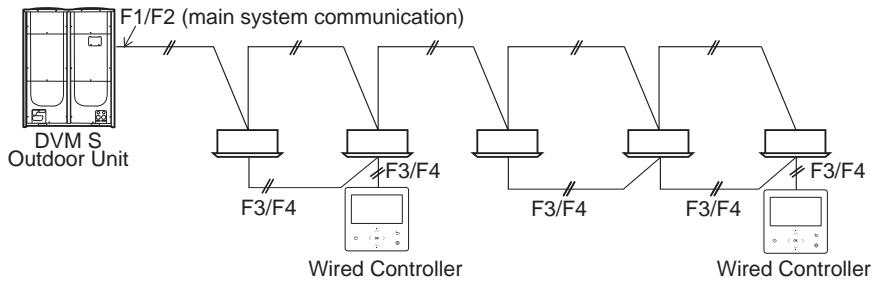 F1/F2 (main system communication)
DVM S
Outdoor Unit
F3/F4
F3/F4
F3/F4
F3/F4
F3/F4
Wired Controller
Wired Controller